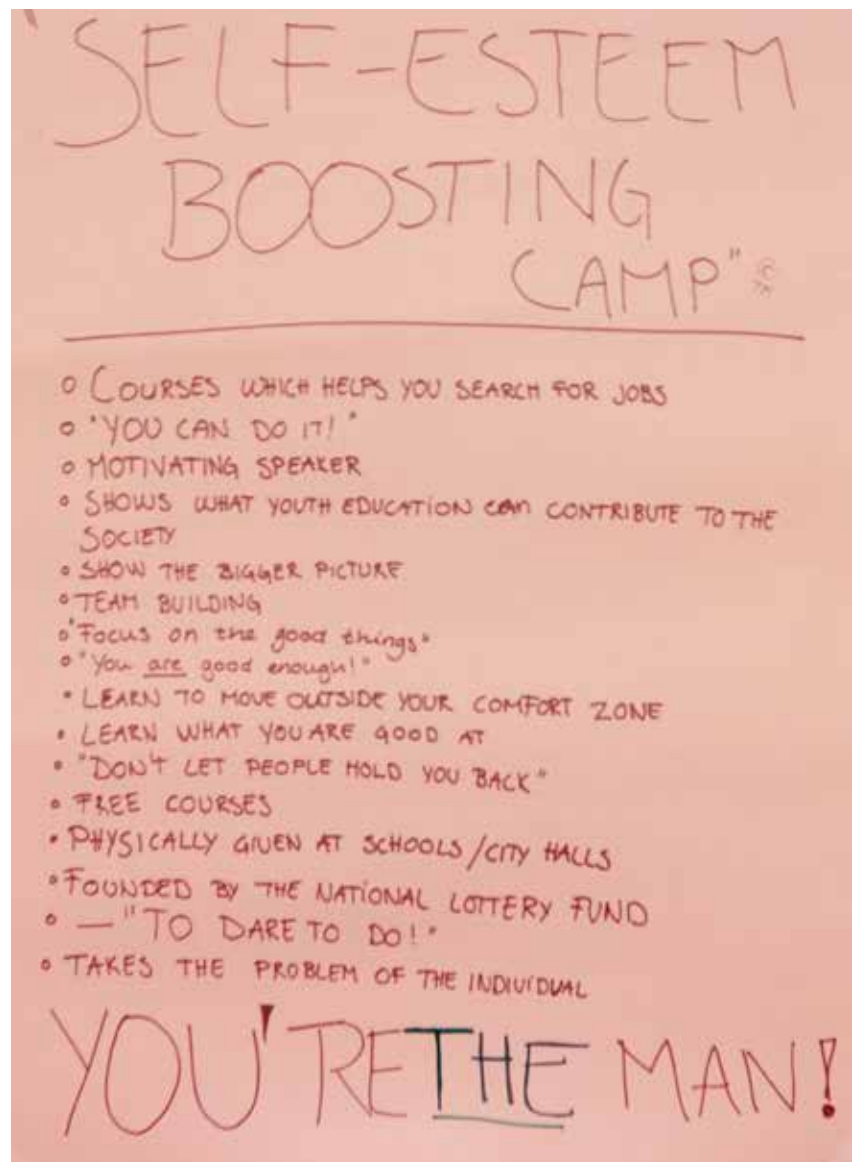 "SELF-ESTEEM
BOOSTING
CAMP" ©
TM
o COURSES WHICH HELPS YOU SEARCH FOR JOBS
o "YOU CAN DO IT!"
o MOTIVATING SPEAKER
o SHOWS WHAT YOUTH EDUCATION can CONTRIBUTE TO THE
SOCIETY
o SHOW THE BIGGER PICTURE
o TEAM BUILDING
o "Focus on the good things"
o "You are good enough!"
• LEARN TO MOVE OUTSIDE YOUR COMFORT ZONE
• LEARN WHAT YOU ARE GOOD AT
• "DON'T LET PEOPLE HOLD YOU BACK"
• FREE COURSES
• PHYSICALLY GIVEN AT SCHOOLS/CITY HALLS
• FOUNDED BY THE NATIONAL LOTTERY FUND
• — "TO DARE TO DO!"
• TAKES THE PROBLEM OF THE INDIVIDUAL
YOU'RE THE MAN!